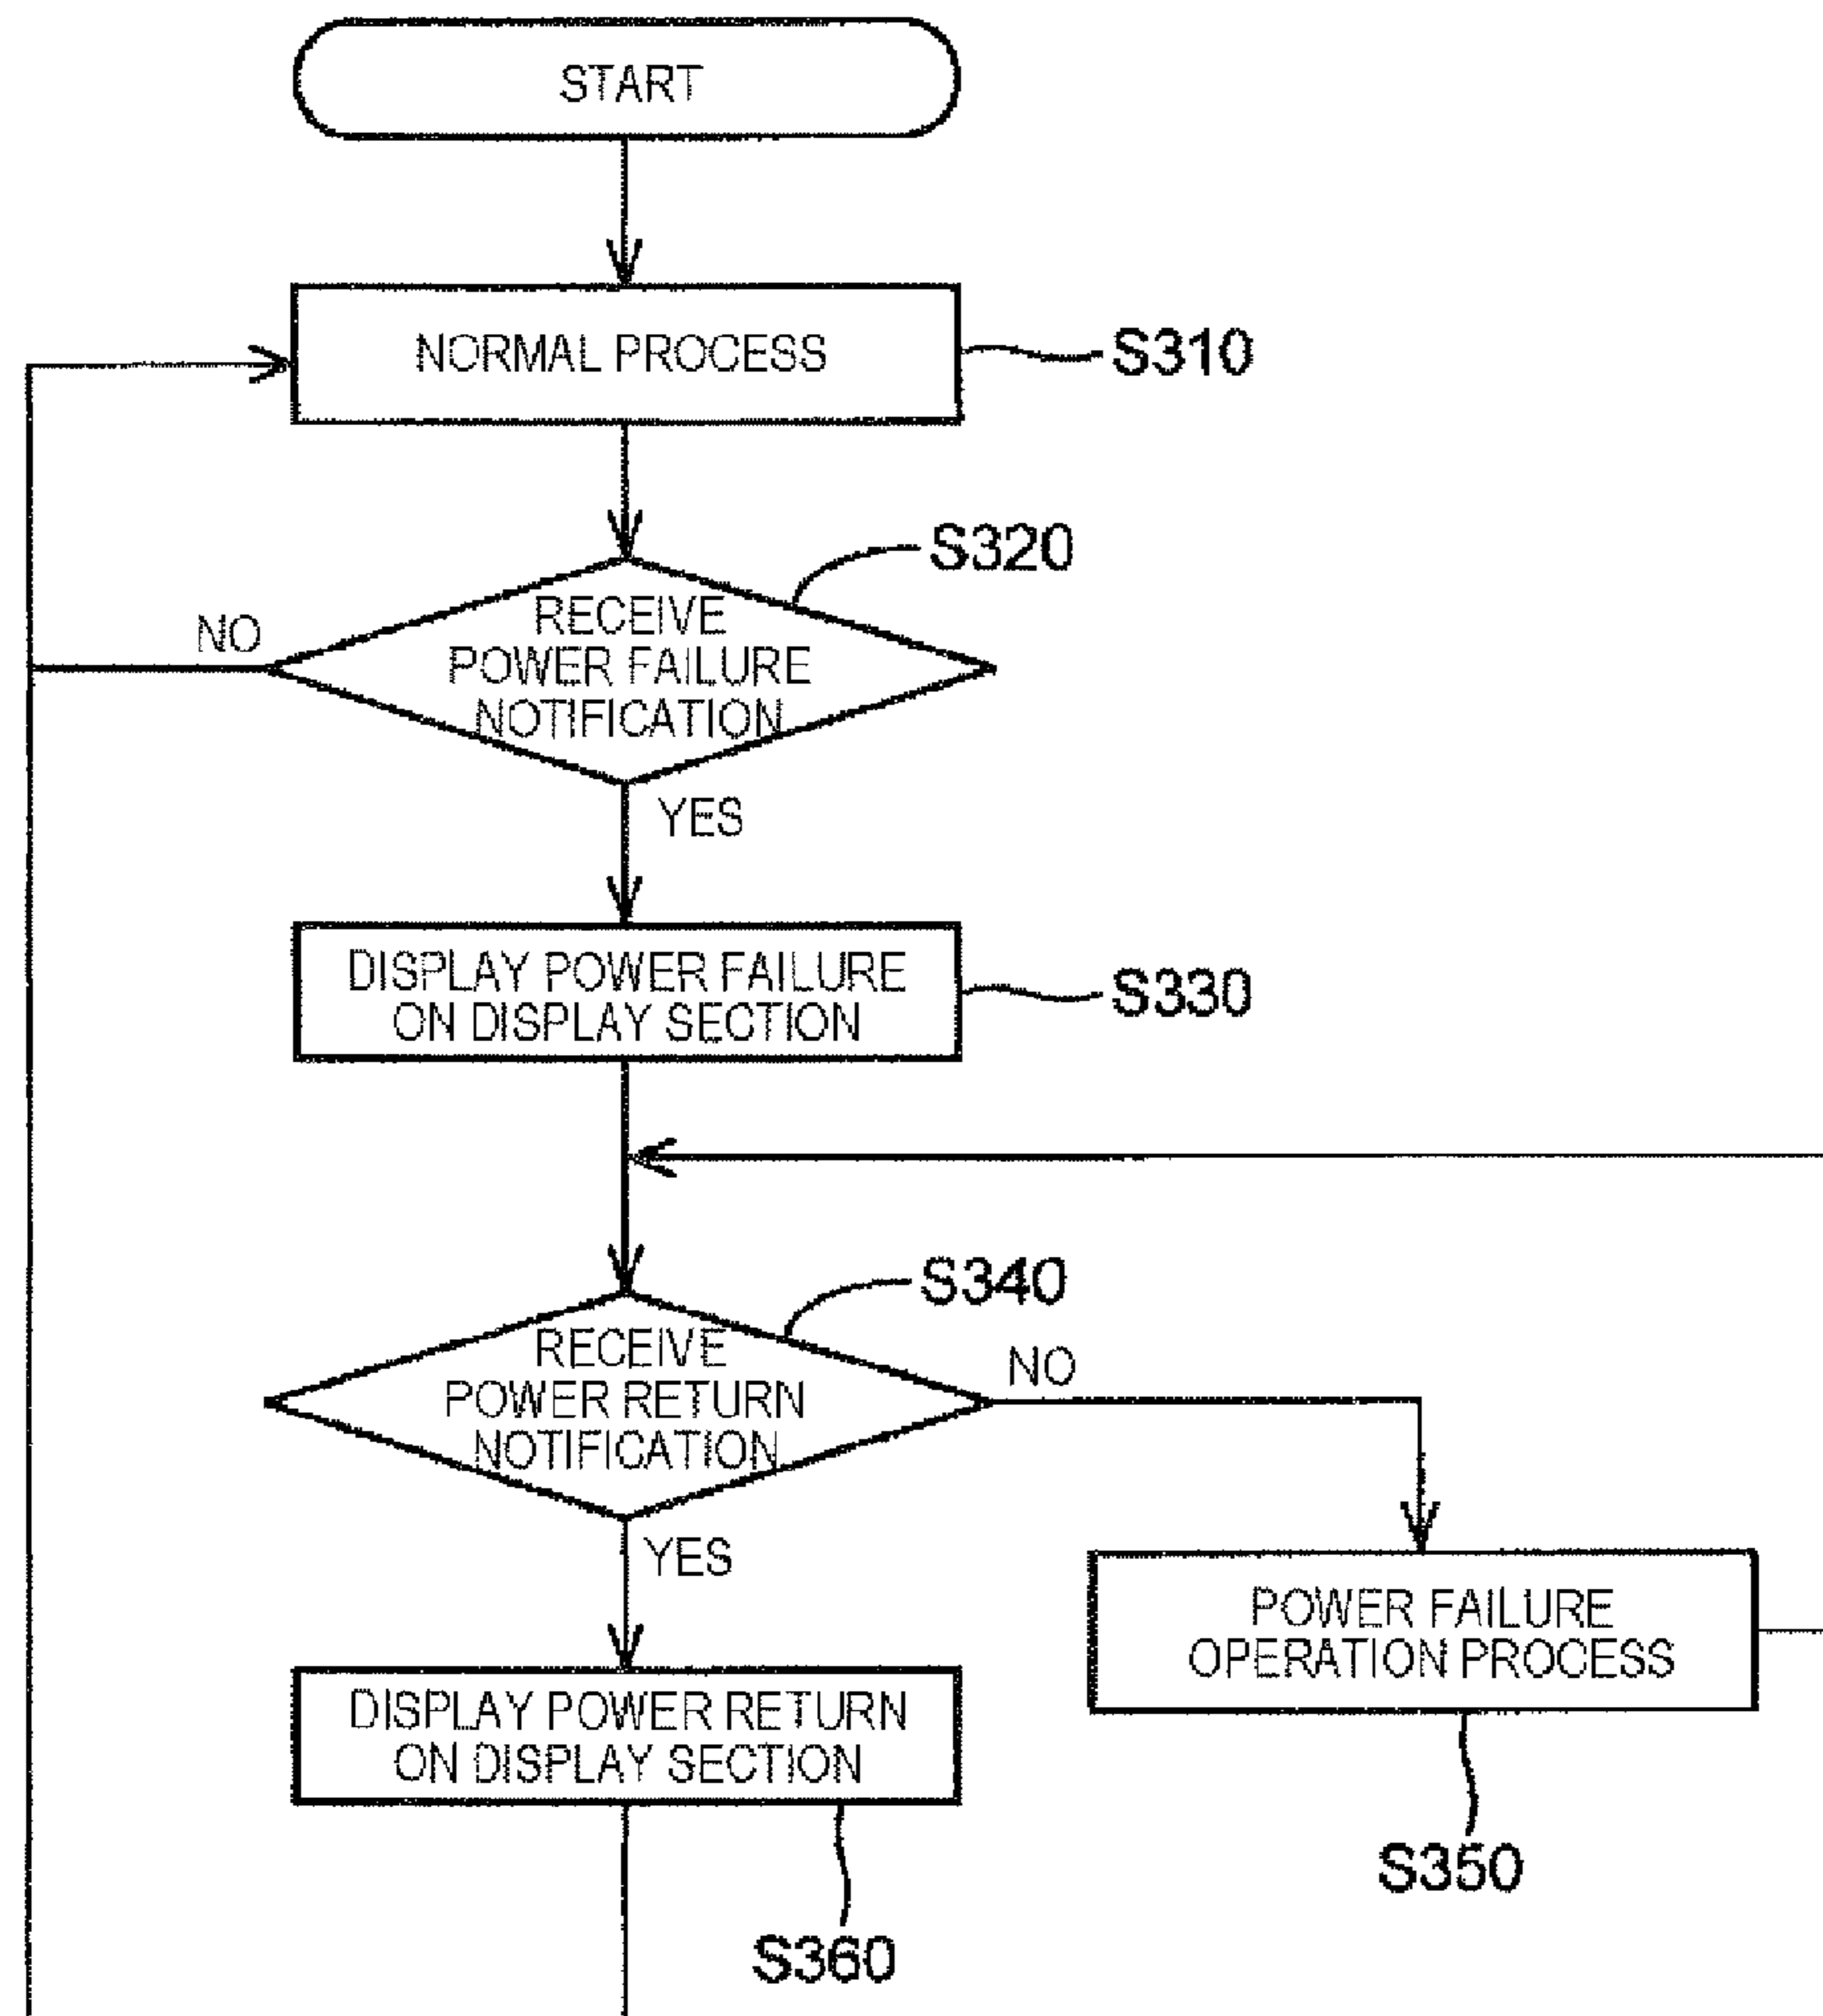 START
NORMAL PROCESS
S310
S320
NO
RECEIVE
POWER FAILURE
NOTIFICATION
YES
DISPLAY POWER FAILURE
ON DISPLAY SECTION
S330
S340
RECEIVE
POWER RETURN
NOTIFICATION
NO
YES
POWER FAILURE
OPERATION PROCESS
DISPLAY POWER RETURN
ON DISPLAY SECTION
S350
S360